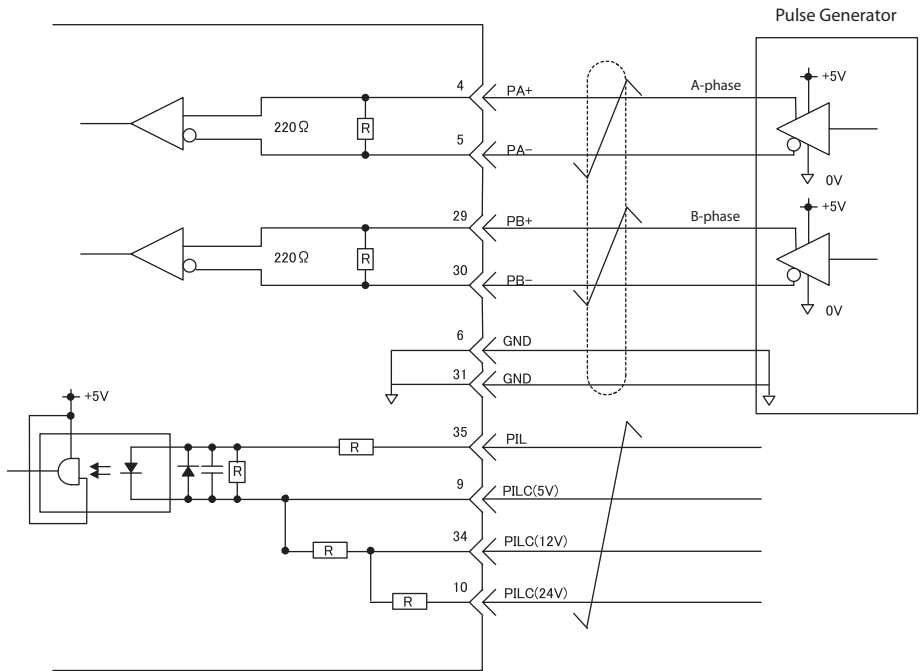 Pulse Generator
+5V
4
PA+
A-phase
220Ω
R
5
PA-
0V
+5V
29
PB+
B-phase
220Ω
R
30
PB-
0V
6
GND
31
GND
+5V
35
PIL
R
R
9
PILC(5V)
34
PILC(12V)
R
10
PILC(24V)
R